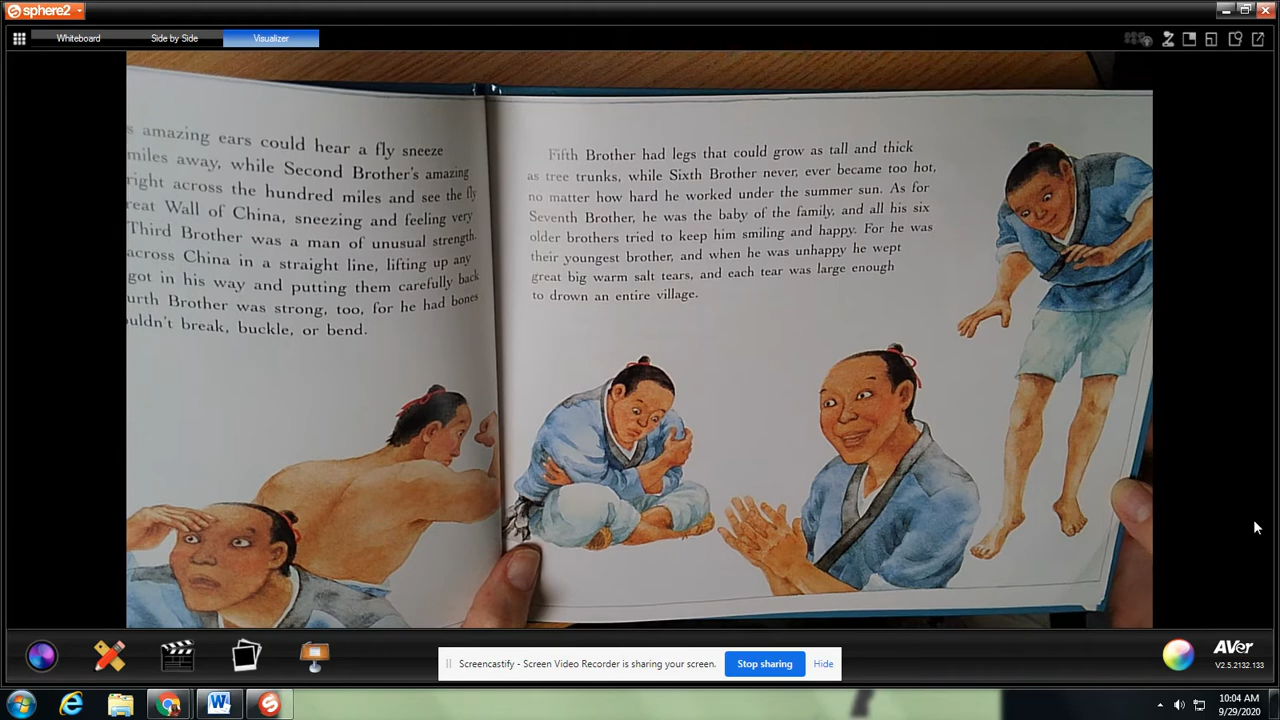 sphere2
Whiteboard
Side by Side
Visualizer
amazing ears could hear a fly sneeze
miles away, while Second Brother's amazing
right across the hundred miles and see the fly
Wall of China, sneezing and feeling very
Third Brother was a man of unusual strength.
across China in a straight line, lifting up any
got in his way and putting them carefully back
Brother was strong, too, for he had bones
break, buckle, or bend.
Fifth Brother had legs that could grow as tall and thick
as tree trunks, while Sixth Brother never, ever became too hot,
no matter how hard he worked under the summer sun. As for
Seventh Brother, he was the baby of the family, and all his six
older brothers tried to keep him smiling and happy. For he was
their youngest brother, and when he was unhappy he wept
great big warm salt tears, and each tear was large enough
to drown an entire village.
Screencastify - Screen Video Recorder is sharing your screen.
Stop sharing
Hide
AVer
V2.5.2132.133
10:04 AM
9/29/2020